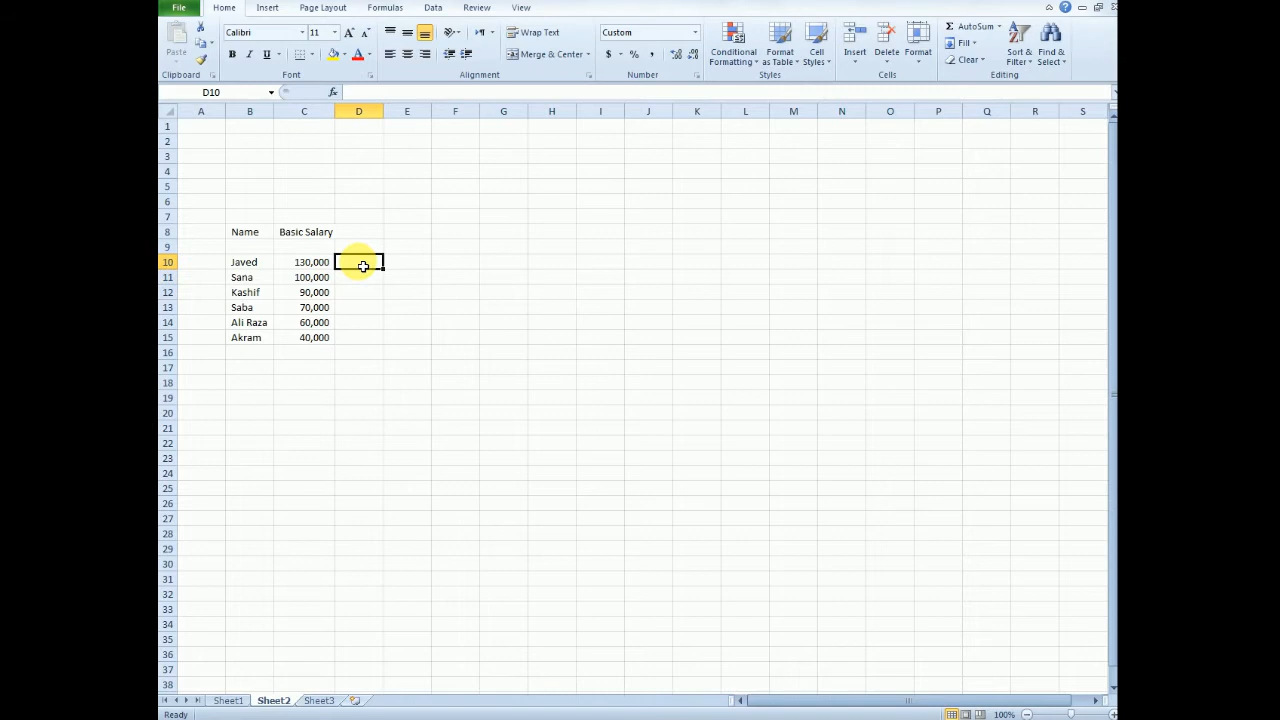 File Home Insert Page Layout Formulas Data Review View
Calibri Wrap Text Custom AutoSum
Paste Merge & Center $ % , Conditional Formatting Format as Table Cell Styles Insert Delete Format Fill Sort & Filter Find & Select
B I U A Clear
Clipboard Font Alignment Number Styles Cells Editing
D10 fx
A B C D E F H J K L M O P Q R S
1
2
3
4
5
6
7
8 Name Basic Salary
9
10 Javed 130,000
11 Sana 100,000
12 Kashif 90,000
13 Saba 70,000
14 Ali Raza 60,000
15 Akram 40,000
16
17
18
19
20
21
22
23
24
25
26
27
28
29
30
31
32
33
34
35
36
37
38
Sheet1 Sheet2 Sheet3
Ready 100%